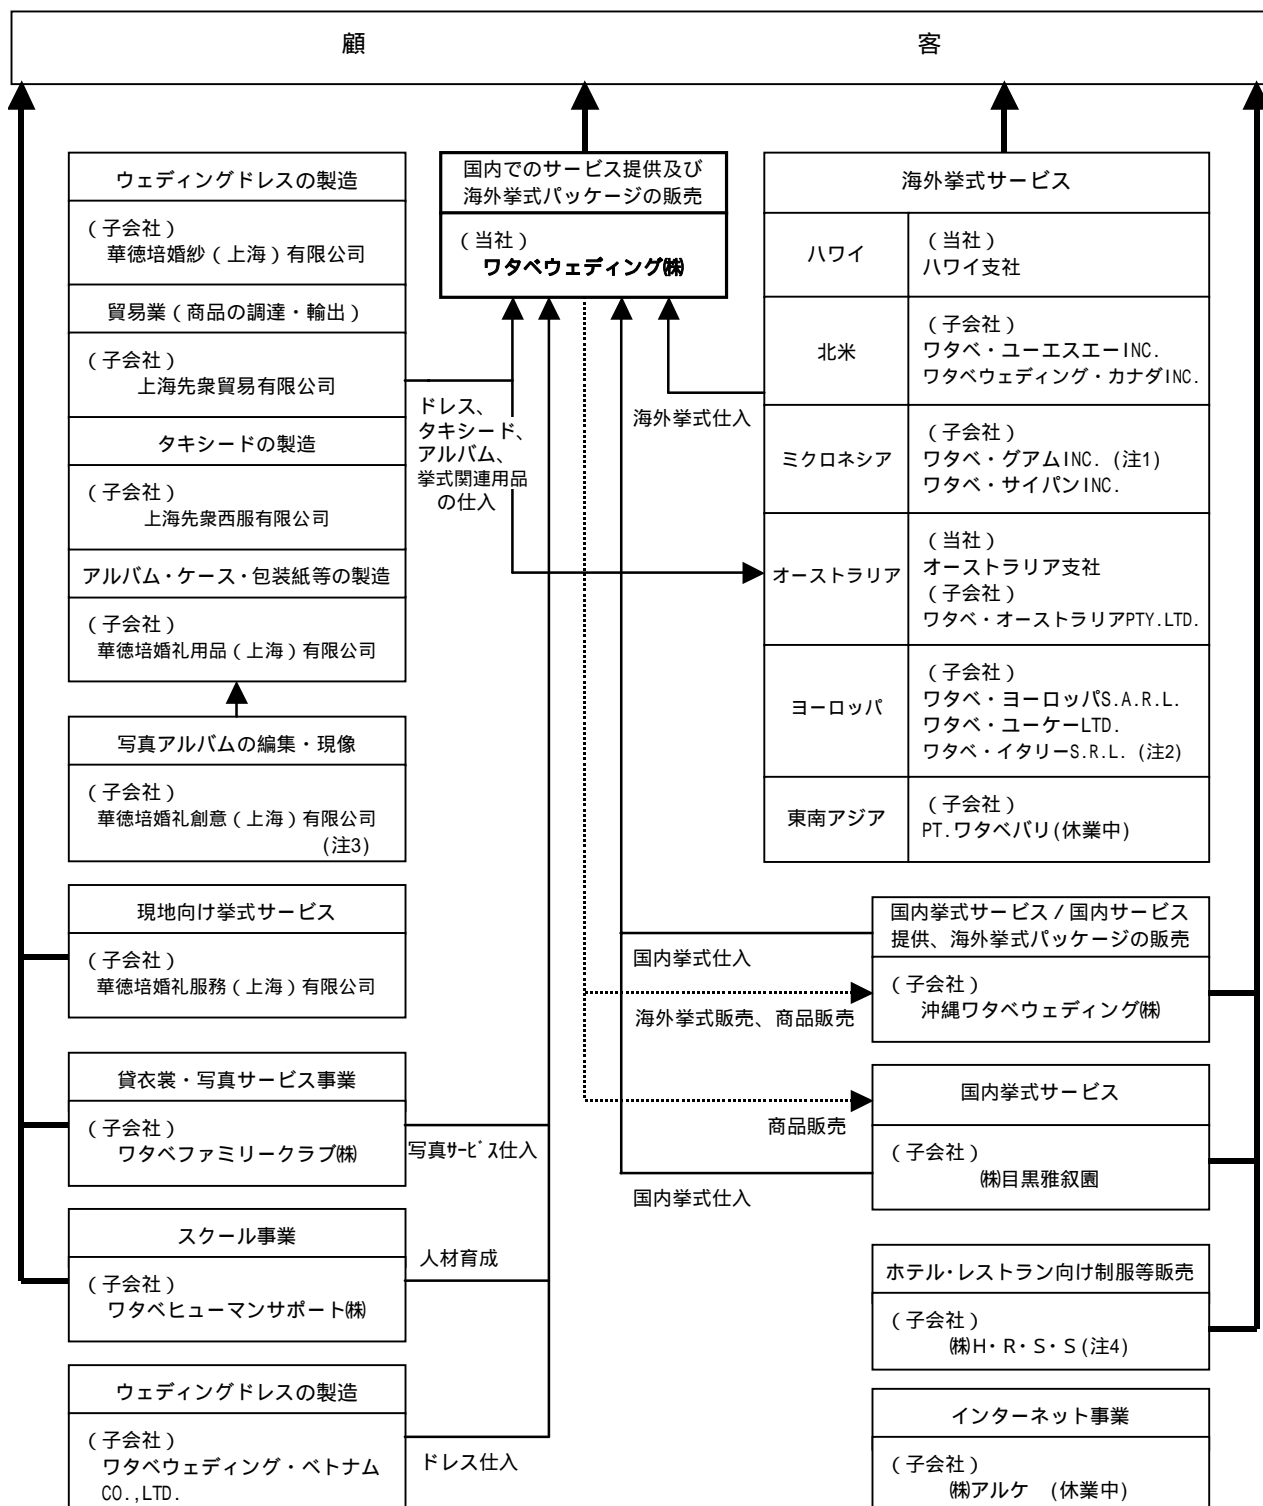 顧 客
ウェディングドレスの製造
(子会社)
華徳培婚紗(上海)有限公司
貿易業(商品の調達・輸出)
(子会社)
上海先衆貿易有限公司
タキシードの製造
(子会社)
上海先衆西服有限公司
アルバム・ケース・包装紙等の製造
(子会社)
華徳培婚礼用品(上海)有限公司
写真アルバムの編集・現像
(子会社)
華徳培婚礼創意(上海)有限公司
(注3)
現地向け挙式サービス
(子会社)
華徳培婚礼服務(上海)有限公司
貸衣裳・写真サービス事業
(子会社)
ワタベファミリークラブ㈱
スクール事業
(子会社)
ワタベヒューマンサポート㈱
ウェディングドレスの製造
(子会社)
ワタベウェディング・ベトナム
CO.,LTD.
国内でのサービス提供及び
海外挙式パッケージの販売
(当社)
ワタベウェディング㈱
ドレス、
タキシード、
アルバム、
挙式関連用品
の仕入
海外挙式仕入
国内挙式仕入
海外挙式販売、商品販売
商品販売
写真サービス仕入
国内挙式仕入
人材育成
ドレス仕入
海外挙式サービス
ハワイ
(当社)
ハワイ支社
北米
(子会社)
ワタベ・ユーエスエーINC.
ワタベウェディング・カナダINC.
ミクロネシア
(子会社)
ワタベ・グアムINC. (注1)
ワタベ・サイパンINC.
オーストラリア
(当社)
オーストラリア支社
(子会社)
ワタベ・オーストラリアPTY.LTD.
ヨーロッパ
(子会社)
ワタベ・ヨーロッパS.A.R.L.
ワタベ・ユーケーLTD.
ワタベ・イタリーS.R.L. (注2)
東南アジア
(子会社)
PT.ワタベバリ(休業中)
国内挙式サービス/国内サービス
提供、海外挙式パッケージの販売
(子会社)
沖縄ワタベウェディング㈱
国内挙式サービス
(子会社)
㈱目黒雅叙園
ホテル・レストラン向け制服等販売
(子会社)
㈱H・R・S・S(注4)
インターネット事業
(子会社)
㈱アルケ (休業中)